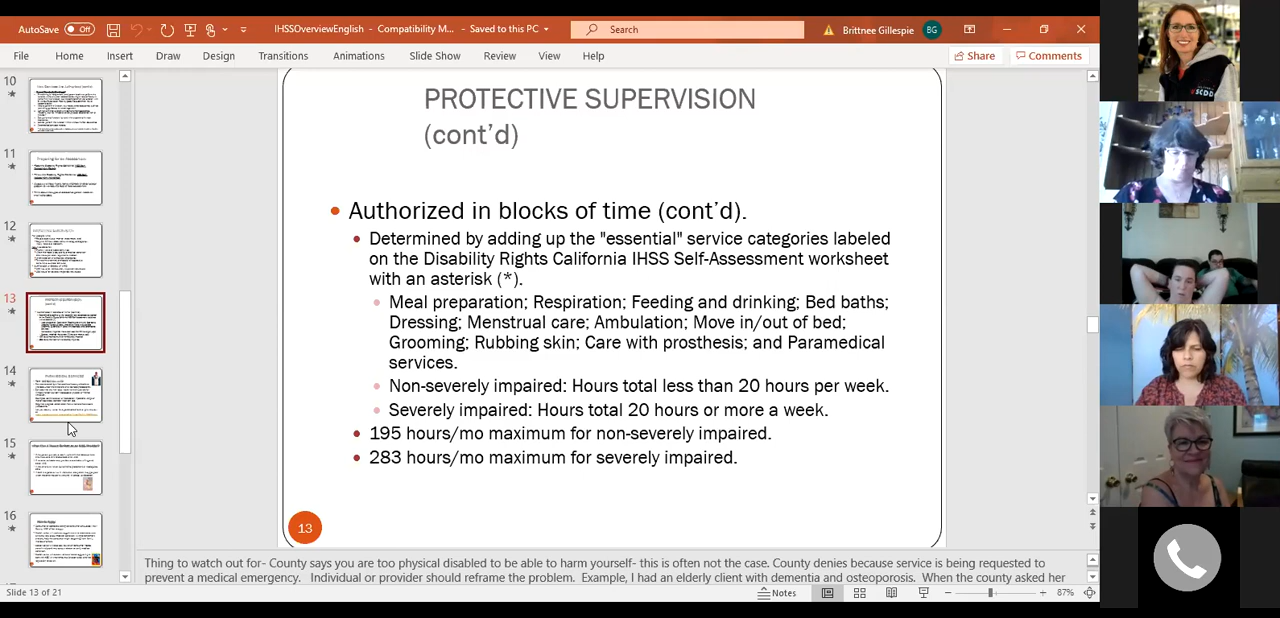 AutoSave Off IHSSOverviewEnglish - Compatibility M... - Saved to this PC Search Brittnee Gillespie BG
File Home Insert Draw Design Transitions Animations Slide Show Review View Help Share Comments
10
11
12
13
14
15
16
PROTECTIVE SUPERVISION
(cont'd)
• Authorized in blocks of time (cont'd).
• Determined by adding up the "essential" service categories labeled
on the Disability Rights California IHSS Self-Assessment worksheet
with an asterisk (*).
• Meal preparation; Respiration; Feeding and drinking; Bed baths;
Dressing; Menstrual care; Ambulation; Move in/out of bed;
Grooming; Rubbing skin; Care with prosthesis; and Paramedical
services.
• Non-severely impaired: Hours total less than 20 hours per week.
• Severely impaired: Hours total 20 hours or more a week.
• 195 hours/mo maximum for non-severely impaired.
• 283 hours/mo maximum for severely impaired.
13
Thing to watch out for- County says you are too physical disabled to be able to harm yourself- this is often not the case. County denies because service is being requested to
prevent a medical emergency. Individual or provider should reframe the problem. Example, I had an elderly client with dementia and osteoporosis. When the county asked her
Slide 13 of 21 Notes 87%
SCDD